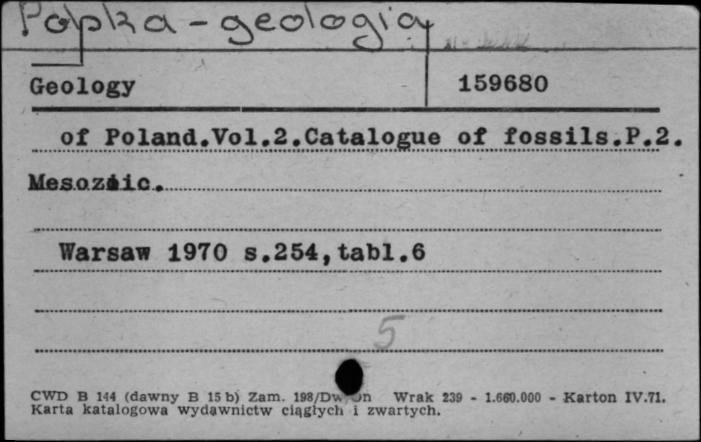 Polska - geologia
Geology 159680
of Poland.Vol.2.Catalogue of fossils.P.2.
Mesozoic.
Warsaw 1970 s.254,tabl.6
5
CWD B 144 (dawny B 15 b) Zam. 198/Dw Wrak 239 - 1.660.000 - Karton IV.71.
Karta katalogowa wydawnictw ciągłych i zwartych.